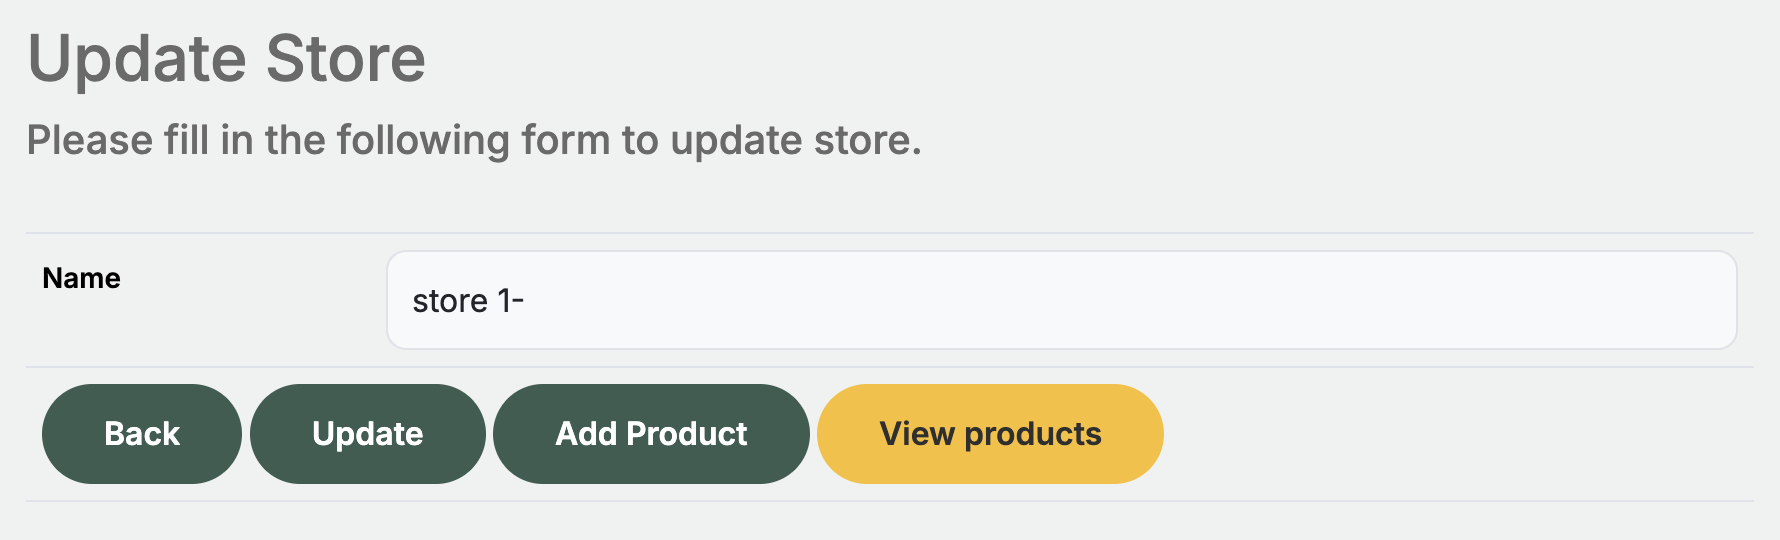 Update Store
Please fill in the following form to update store.
Name
store 1-
Back
Update
Add Product
View products